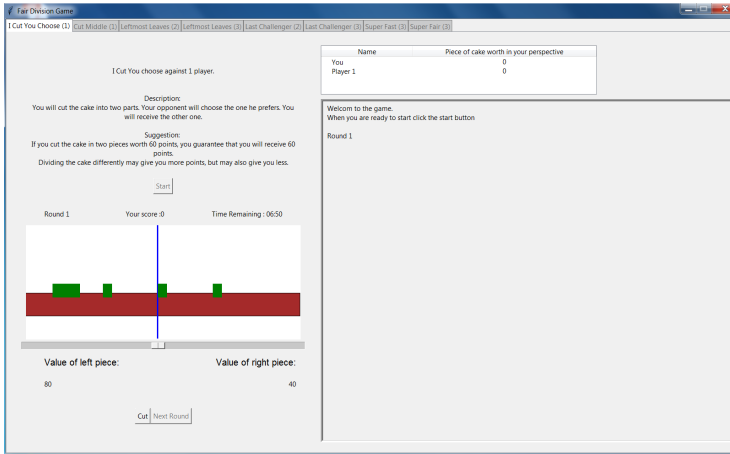 Fair Division Game
I Cut You Choose (1) Cut Middle (1) Leftmost Leaves (2) Leftmost Leaves (3) Last Challenger (2) Last Challenger (3) Super Fast (3) Super Fair (3)
I Cut You choose against 1 player.
Description:
You will cut the cake into two parts. Your opponent will choose the one he prefers. You
will receive the other one.
Suggestion:
If you cut the cake in two pieces worth 60 points, you guarantee that you will receive 60
points.
Dividing the cake differently may give you more points, but may also give you less.
Start
Round 1 Your score :0 Time Remaining : 06:50
Value of left piece: Value of right piece:
80 40
Cut Next Round
Name Piece of cake worth in your perspective
You 0
Player 1 0
Welcom to the game.
When you are ready to start click the start button
Round 1